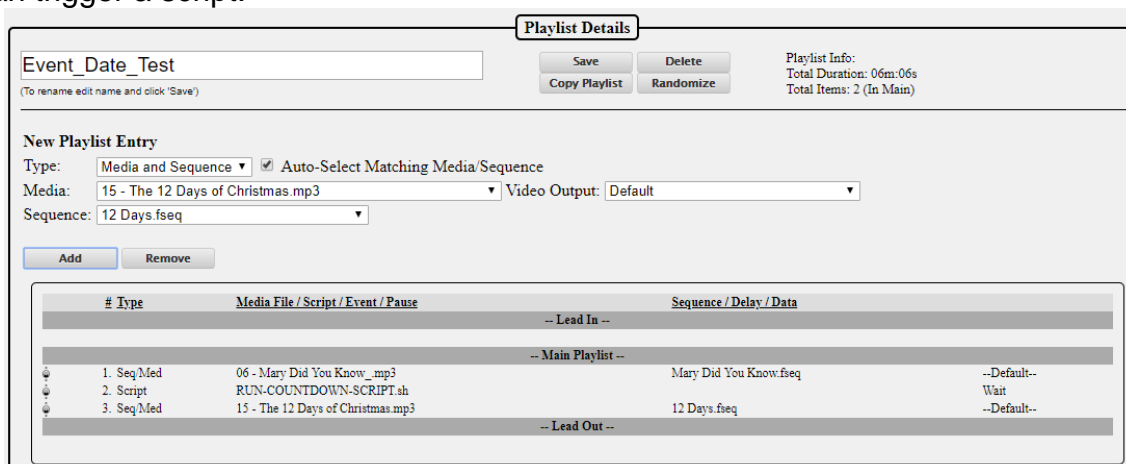 trigger a script.
Playlist Details
Event_Date_Test
Save Delete
(To rename edit name and click 'Save')
Copy Playlist Randomize
Playlist Info:
Total Duration: 06m:06s
Total Items: 2 (In Main)
New Playlist Entry
Type: Media and Sequence Auto-Select Matching Media/Sequence
Media: 15 - The 12 Days of Christmas.mp3 Video Output: Default
Sequence: 12 Days.fseq
Add Remove
# Type Media File / Script / Event / Pause Sequence / Delay / Data
-- Lead In --
-- Main Playlist --
1. Seq/Med 06 - Mary Did You Know_.mp3 Mary Did You Know.fseq --Default--
2. Script RUN-COUNTDOWN-SCRIPT.sh Wait
3. Seq/Med 15 - The 12 Days of Christmas.mp3 12 Days.fseq --Default--
-- Lead Out --